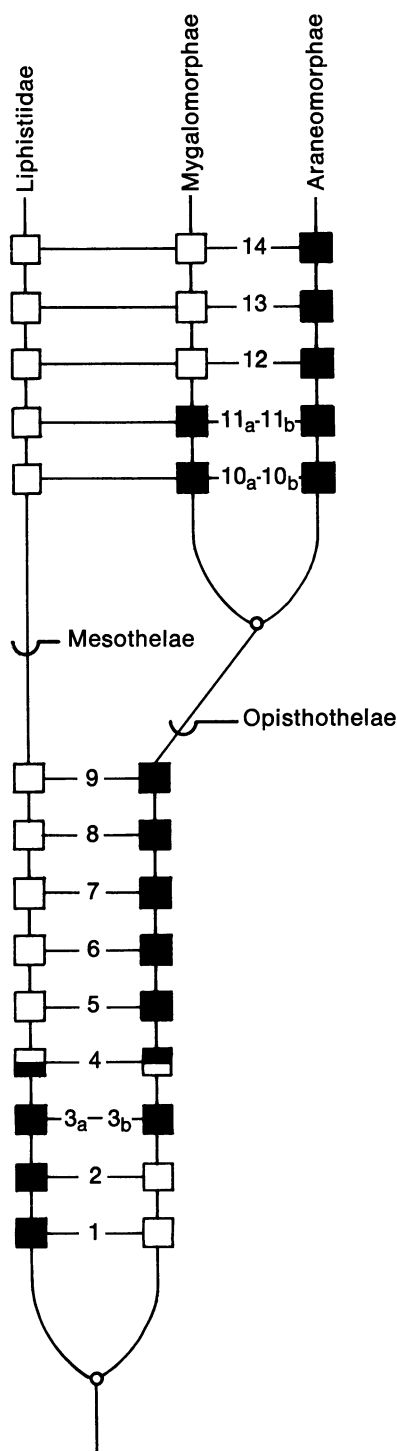 Liphistiidae
Mygalomorphae
Araneomorphae
14
13
12
11a-11b
10a-10b
Mesothelae
Opisthothelae
9
8
7
6
5
4
3a–3b
2
1